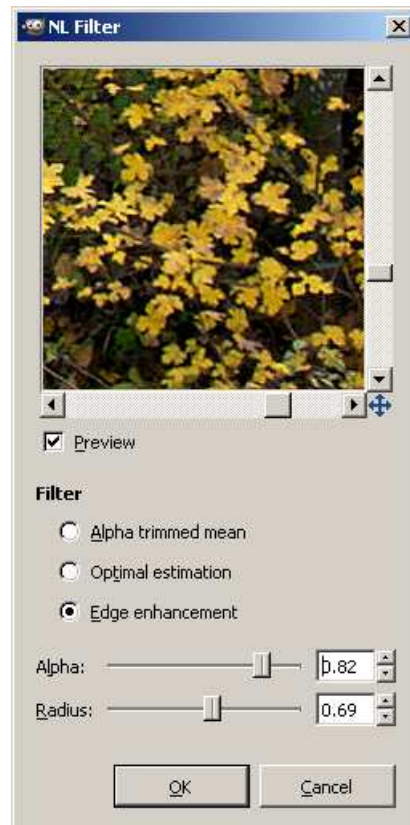 NL Filter
Preview
Filter
Alpha trimmed mean
Optimal estimation
Edge enhancement
Alpha: 0.82
Radius: 0.69
OK Cancel